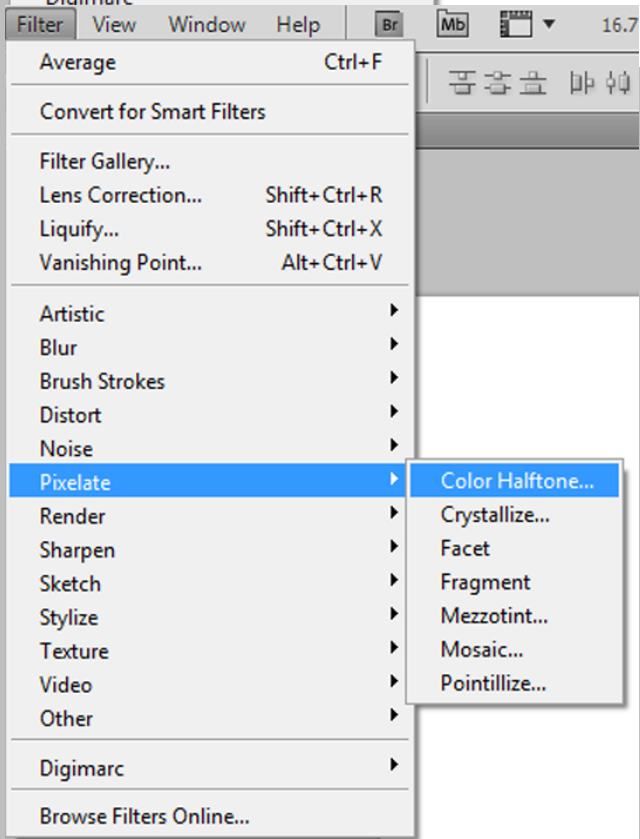 Digimarc
Filter View Window Help Br Mb 16.7
Average Ctrl+F
Convert for Smart Filters
Filter Gallery...
Lens Correction... Shift+Ctrl+R
Liquify... Shift+Ctrl+X
Vanishing Point... Alt+Ctrl+V
Artistic
Blur
Brush Strokes
Distort
Noise
Pixelate Color Halftone...
Render Crystallize...
Sharpen Facet
Sketch Fragment
Stylize Mezzotint...
Texture Mosaic...
Video Pointillize...
Other
Digimarc
Browse Filters Online...